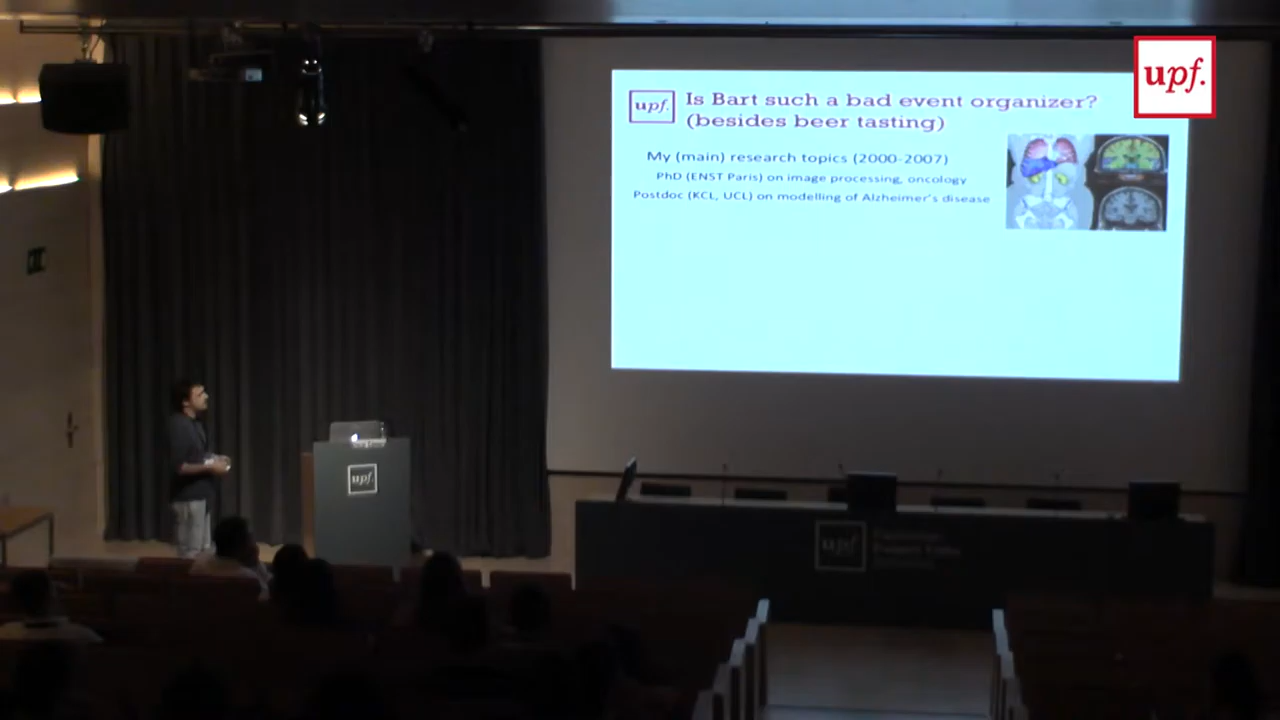 upf.
upf.
Is Bart such a bad event organizer?
(besides beer tasting)
My (main) research topics (2000-2007)
PhD (ENST Paris) on image processing, oncology
Postdoc (KCL, UCL) on modelling of Alzheimer's disease
upf.
upf